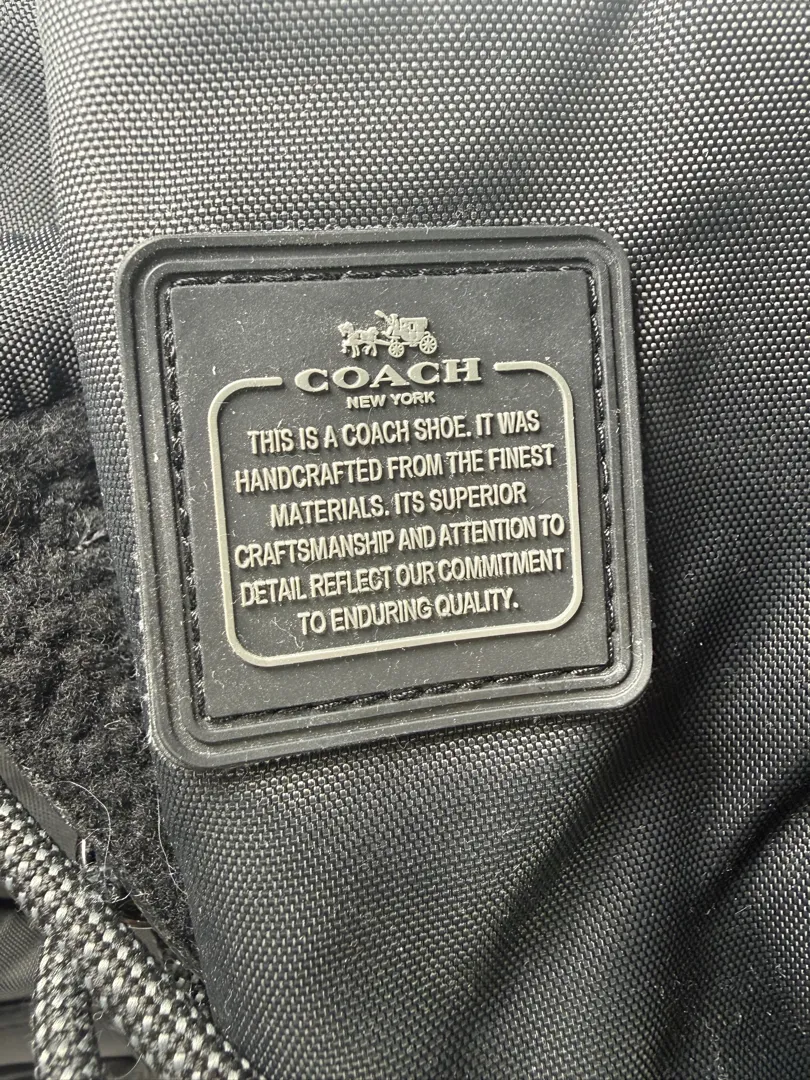 COACH
NEW YORK
THIS IS A COACH SHOE. IT WAS
HANDCRAFTED FROM THE FINEST
MATERIALS. ITS SUPERIOR
CRAFTSMANSHIP AND ATTENTION TO
DETAIL REFLECT OUR COMMITMENT
TO ENDURING QUALITY.